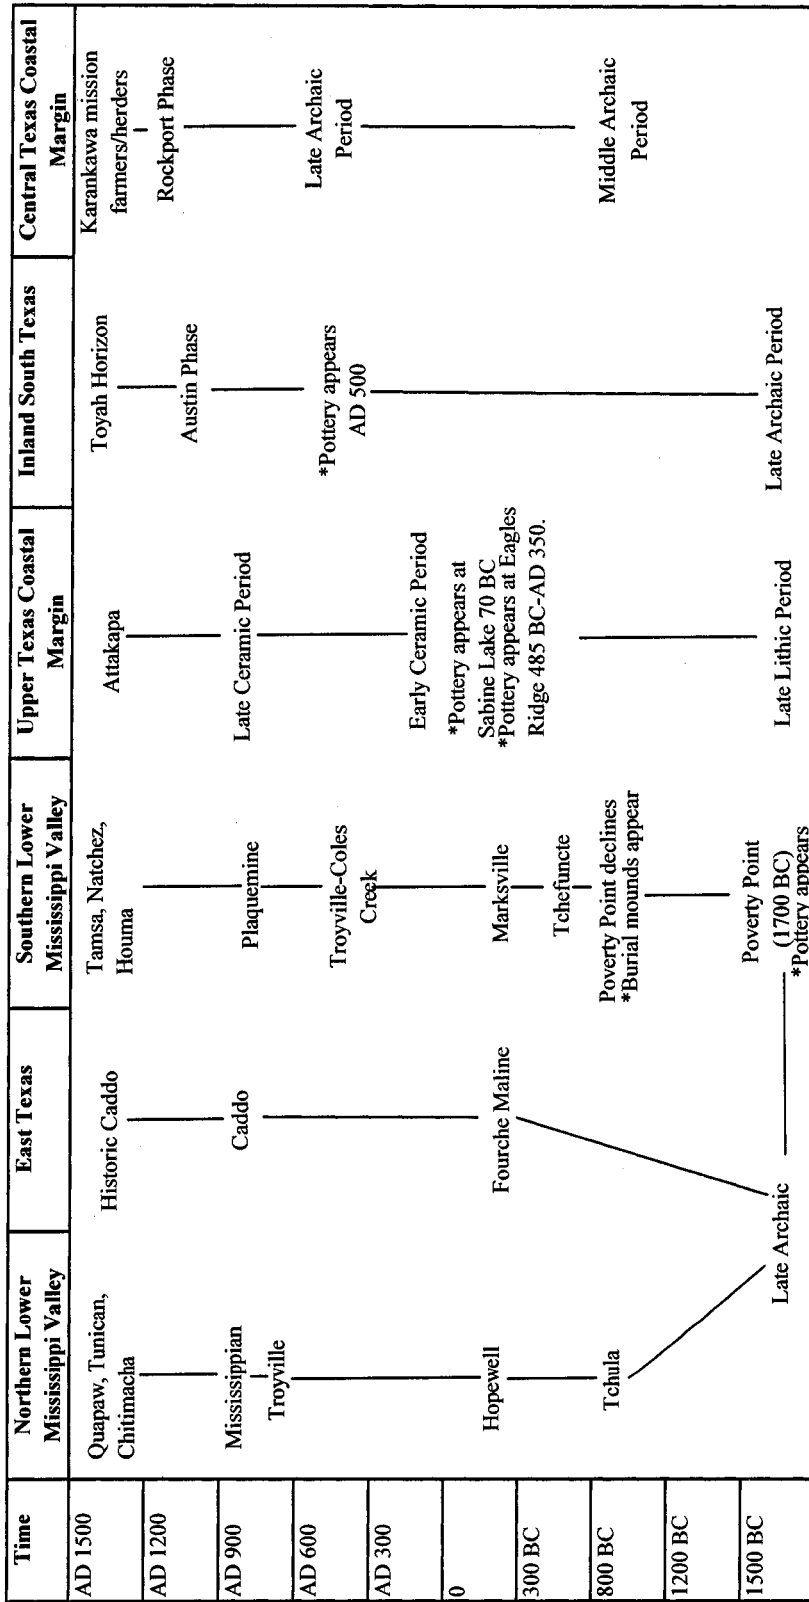 Time
AD 1500
AD 1200
AD 900
AD 600
AD 300
0
300 BC
800 BC
1200 BC
1500 BC
Northern Lower
Mississippi Valley
Quapaw, Tunican,
Chitimacha
Mississippian
Troyville
Hopewell
Tchula
East Texas
Historic Caddo
Caddo
Fourche Maline
Late Archaic
Southern Lower
Mississippi Valley
Tamsa, Natchez,
Houma
Plaquemine
Troyville-Coles
Creek
Marksville
Tchefuncte
Poverty Point declines
*Burial mounds appear
Poverty Point
(1700 BC)
*Pottery appears
Upper Texas Coastal
Margin
Attakapa
Late Ceramic Period
Early Ceramic Period
*Pottery appears at
Sabine Lake 70 BC
*Pottery appears at Eagles
Ridge 485 BC-AD 350.
Late Lithic Period
Inland South Texas
Toyah Horizon
Austin Phase
*Pottery appears
AD 500
Late Archaic Period
Central Texas Coastal
Margin
Karankawa mission
farmers/herders
Rockport Phase
Late Archaic
Period
Middle Archaic
Period